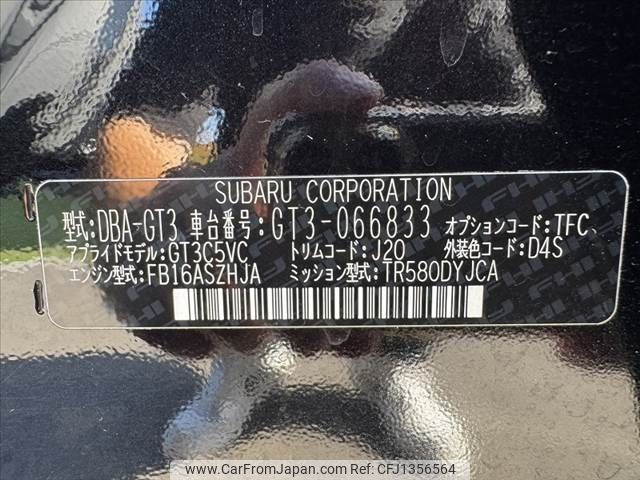 SUBARU CORPORATION
型式:DBA-GT3 車台番号:GT3-066833 オプションコード:TFC
アプライドモデル:GT3C5VC トリムコード:J20 外装色コード:D4S
エンジン型式:FB16ASZHJA ミッション型式:TR580DYJCA
www.CarFromJapan.com - CFJ1356564